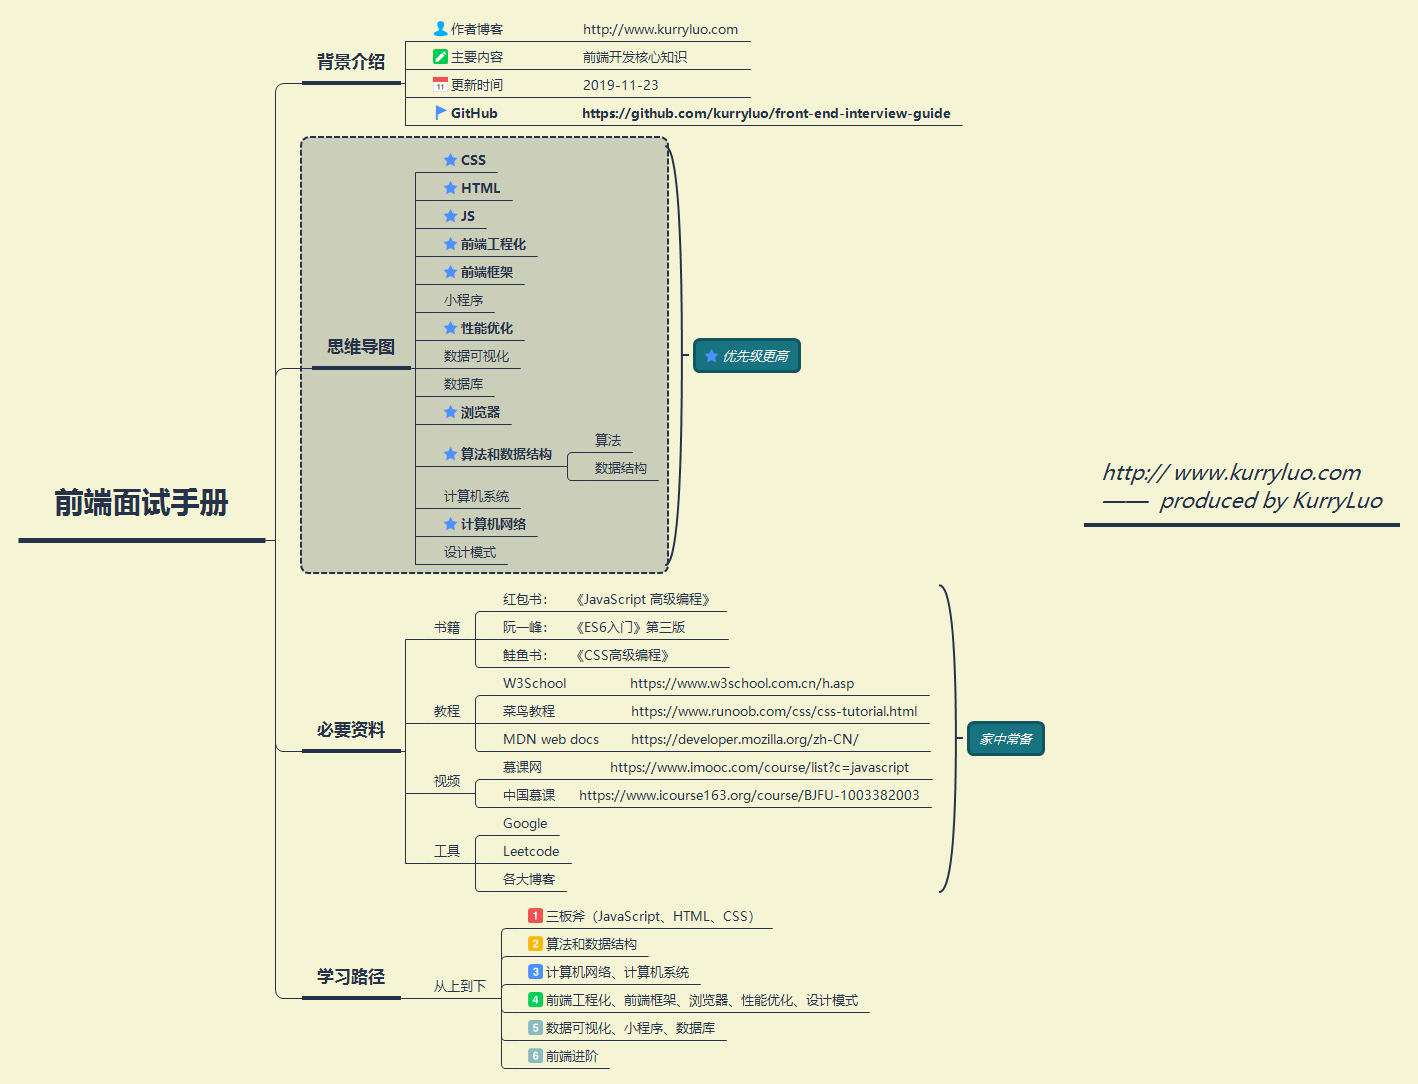 前端面试手册
背景介绍
作者博客 http://www.kurryluo.com
主要内容 前端开发核心知识
11 更新时间 2019-11-23
GitHub https://github.com/kurryluo/front-end-interview-guide
思维导图
CSS
HTML
JS
前端工程化
前端框架
小程序
性能优化
数据可视化
数据库
浏览器
算法和数据结构
算法
数据结构
计算机系统
计算机网络
设计模式
优先级更高
必要资料
书籍
红包书: 《JavaScript 高级编程》
阮一峰: 《ES6入门》第三版
鲑鱼书: 《CSS高级编程》
教程
W3School https://www.w3school.com.cn/h.asp
菜鸟教程 https://www.runoob.com/css/css-tutorial.html
MDN web docs https://developer.mozilla.org/zh-CN/
视频
慕课网 https://www.imooc.com/course/list?c=javascript
中国慕课 https://www.icourse163.org/course/BJFU-1003382003
工具
Google
Leetcode
各大博客
家中常备
学习路径
从上到下
1 三板斧（JavaScript、HTML、CSS）
2 算法和数据结构
3 计算机网络、计算机系统
4 前端工程化、前端框架、浏览器、性能优化、设计模式
5 数据可视化、小程序、数据库
6 前端进阶
http:// www.kurryluo.com
—— produced by KurryLuo